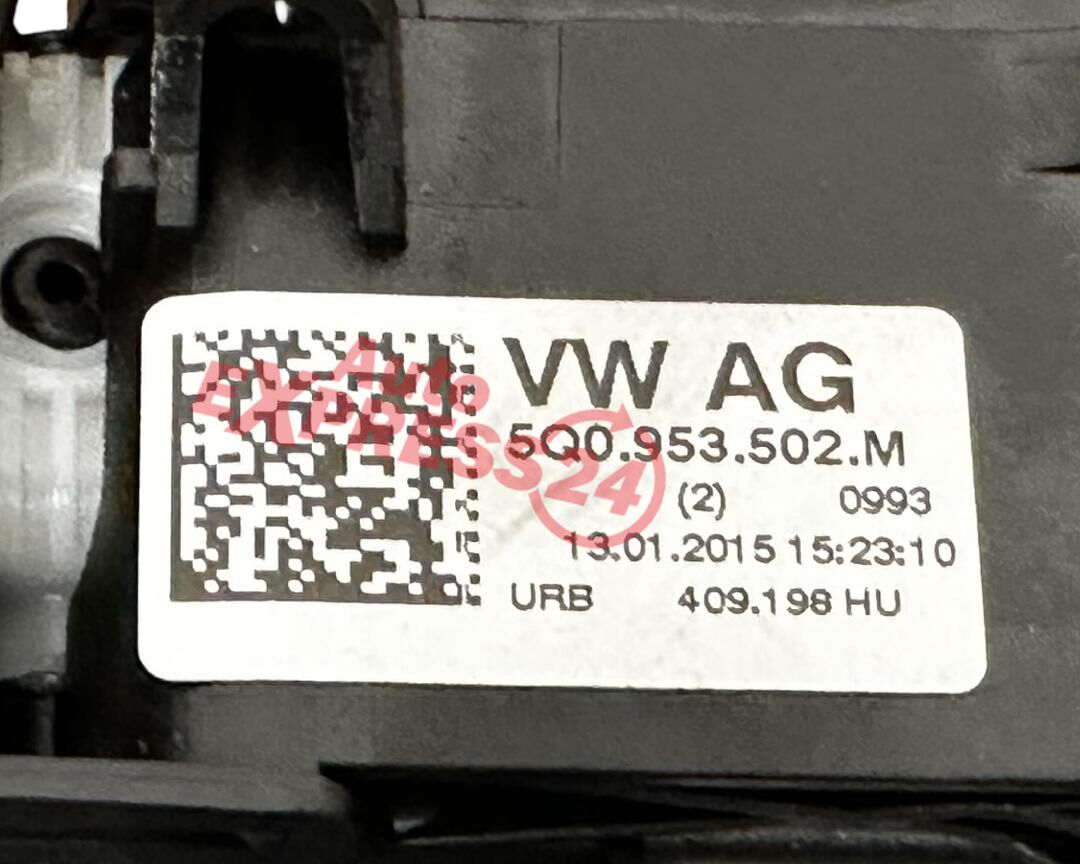 VW AG
5Q0.953.502.M
(2) 0993
13.01.2015 15:23:10
URB 409.198 HU
Auto
EXPRESS24